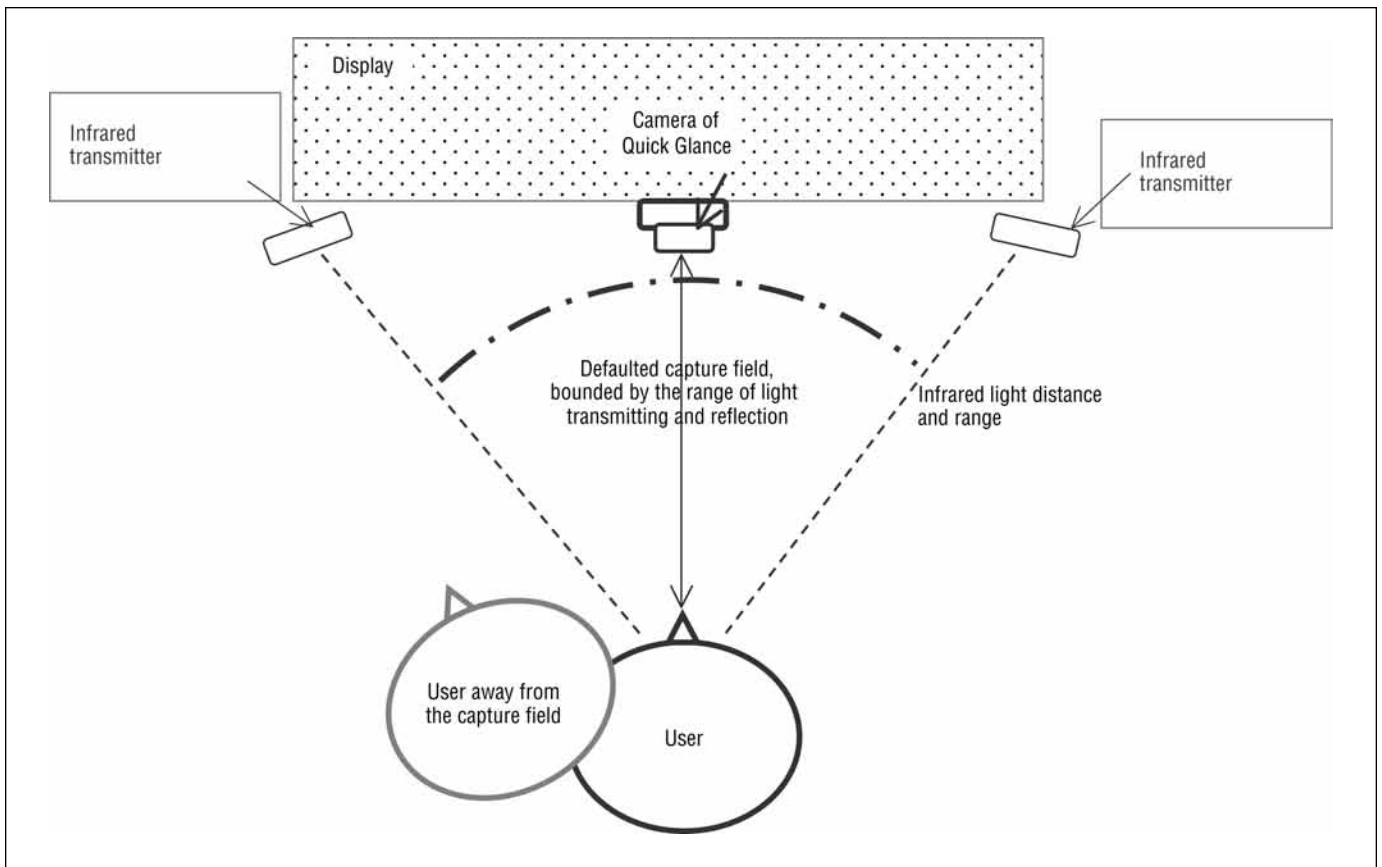 Display
Camera of
Quick Glance
Infrared
transmitter
Infrared
transmitter
Defaulted capture field,
bounded by the range of light
transmitting and reflection
Infrared light distance
and range
User away from
the capture field
User